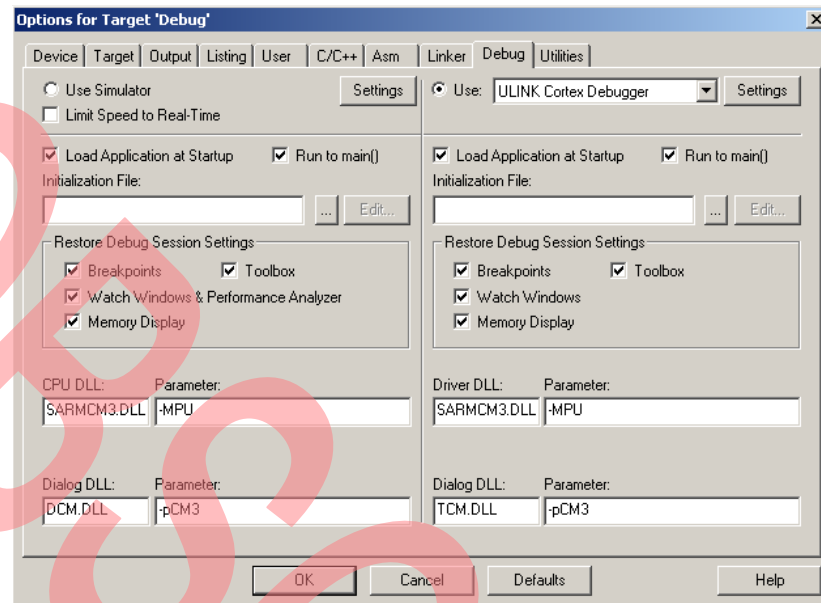 Options for Target 'Debug'
Device Target Output Listing User C/C++ Asm Linker Debug Utilities
Use Simulator Settings
Limit Speed to Real-Time
Use: ULINK Cortex Debugger Settings
Load Application at Startup Run to main()
Initialization File:
... Edit...
Restore Debug Session Settings
Breakpoints Toolbox
Watch Windows & Performance Analyzer
Memory Display
Load Application at Startup Run to main()
Initialization File:
... Edit...
Restore Debug Session Settings
Breakpoints Toolbox
Watch Windows
Memory Display
CPU DLL: Parameter:
SARMCM3.DLL -MPU
Driver DLL: Parameter:
SARMCM3.DLL -MPU
Dialog DLL: Parameter:
DCM.DLL -pCM3
Dialog DLL: Parameter:
TCM.DLL -pCM3
OK Cancel Defaults Help